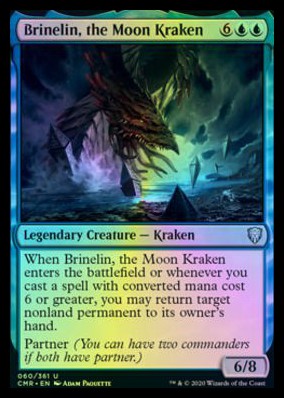 Brinelin, the Moon Kraken 6
Legendary Creature — Kraken
When Brinelin, the Moon Kraken
enters the battlefield or whenever you
cast a spell with converted mana cost
6 or greater, you may return target
nonland permanent to its owner's
hand.
Partner (You can have two commanders
if both have partner.)
6/8
060/361 U
CMR • EN Adam Paquette
™ & © 2020 Wizards of the Coast